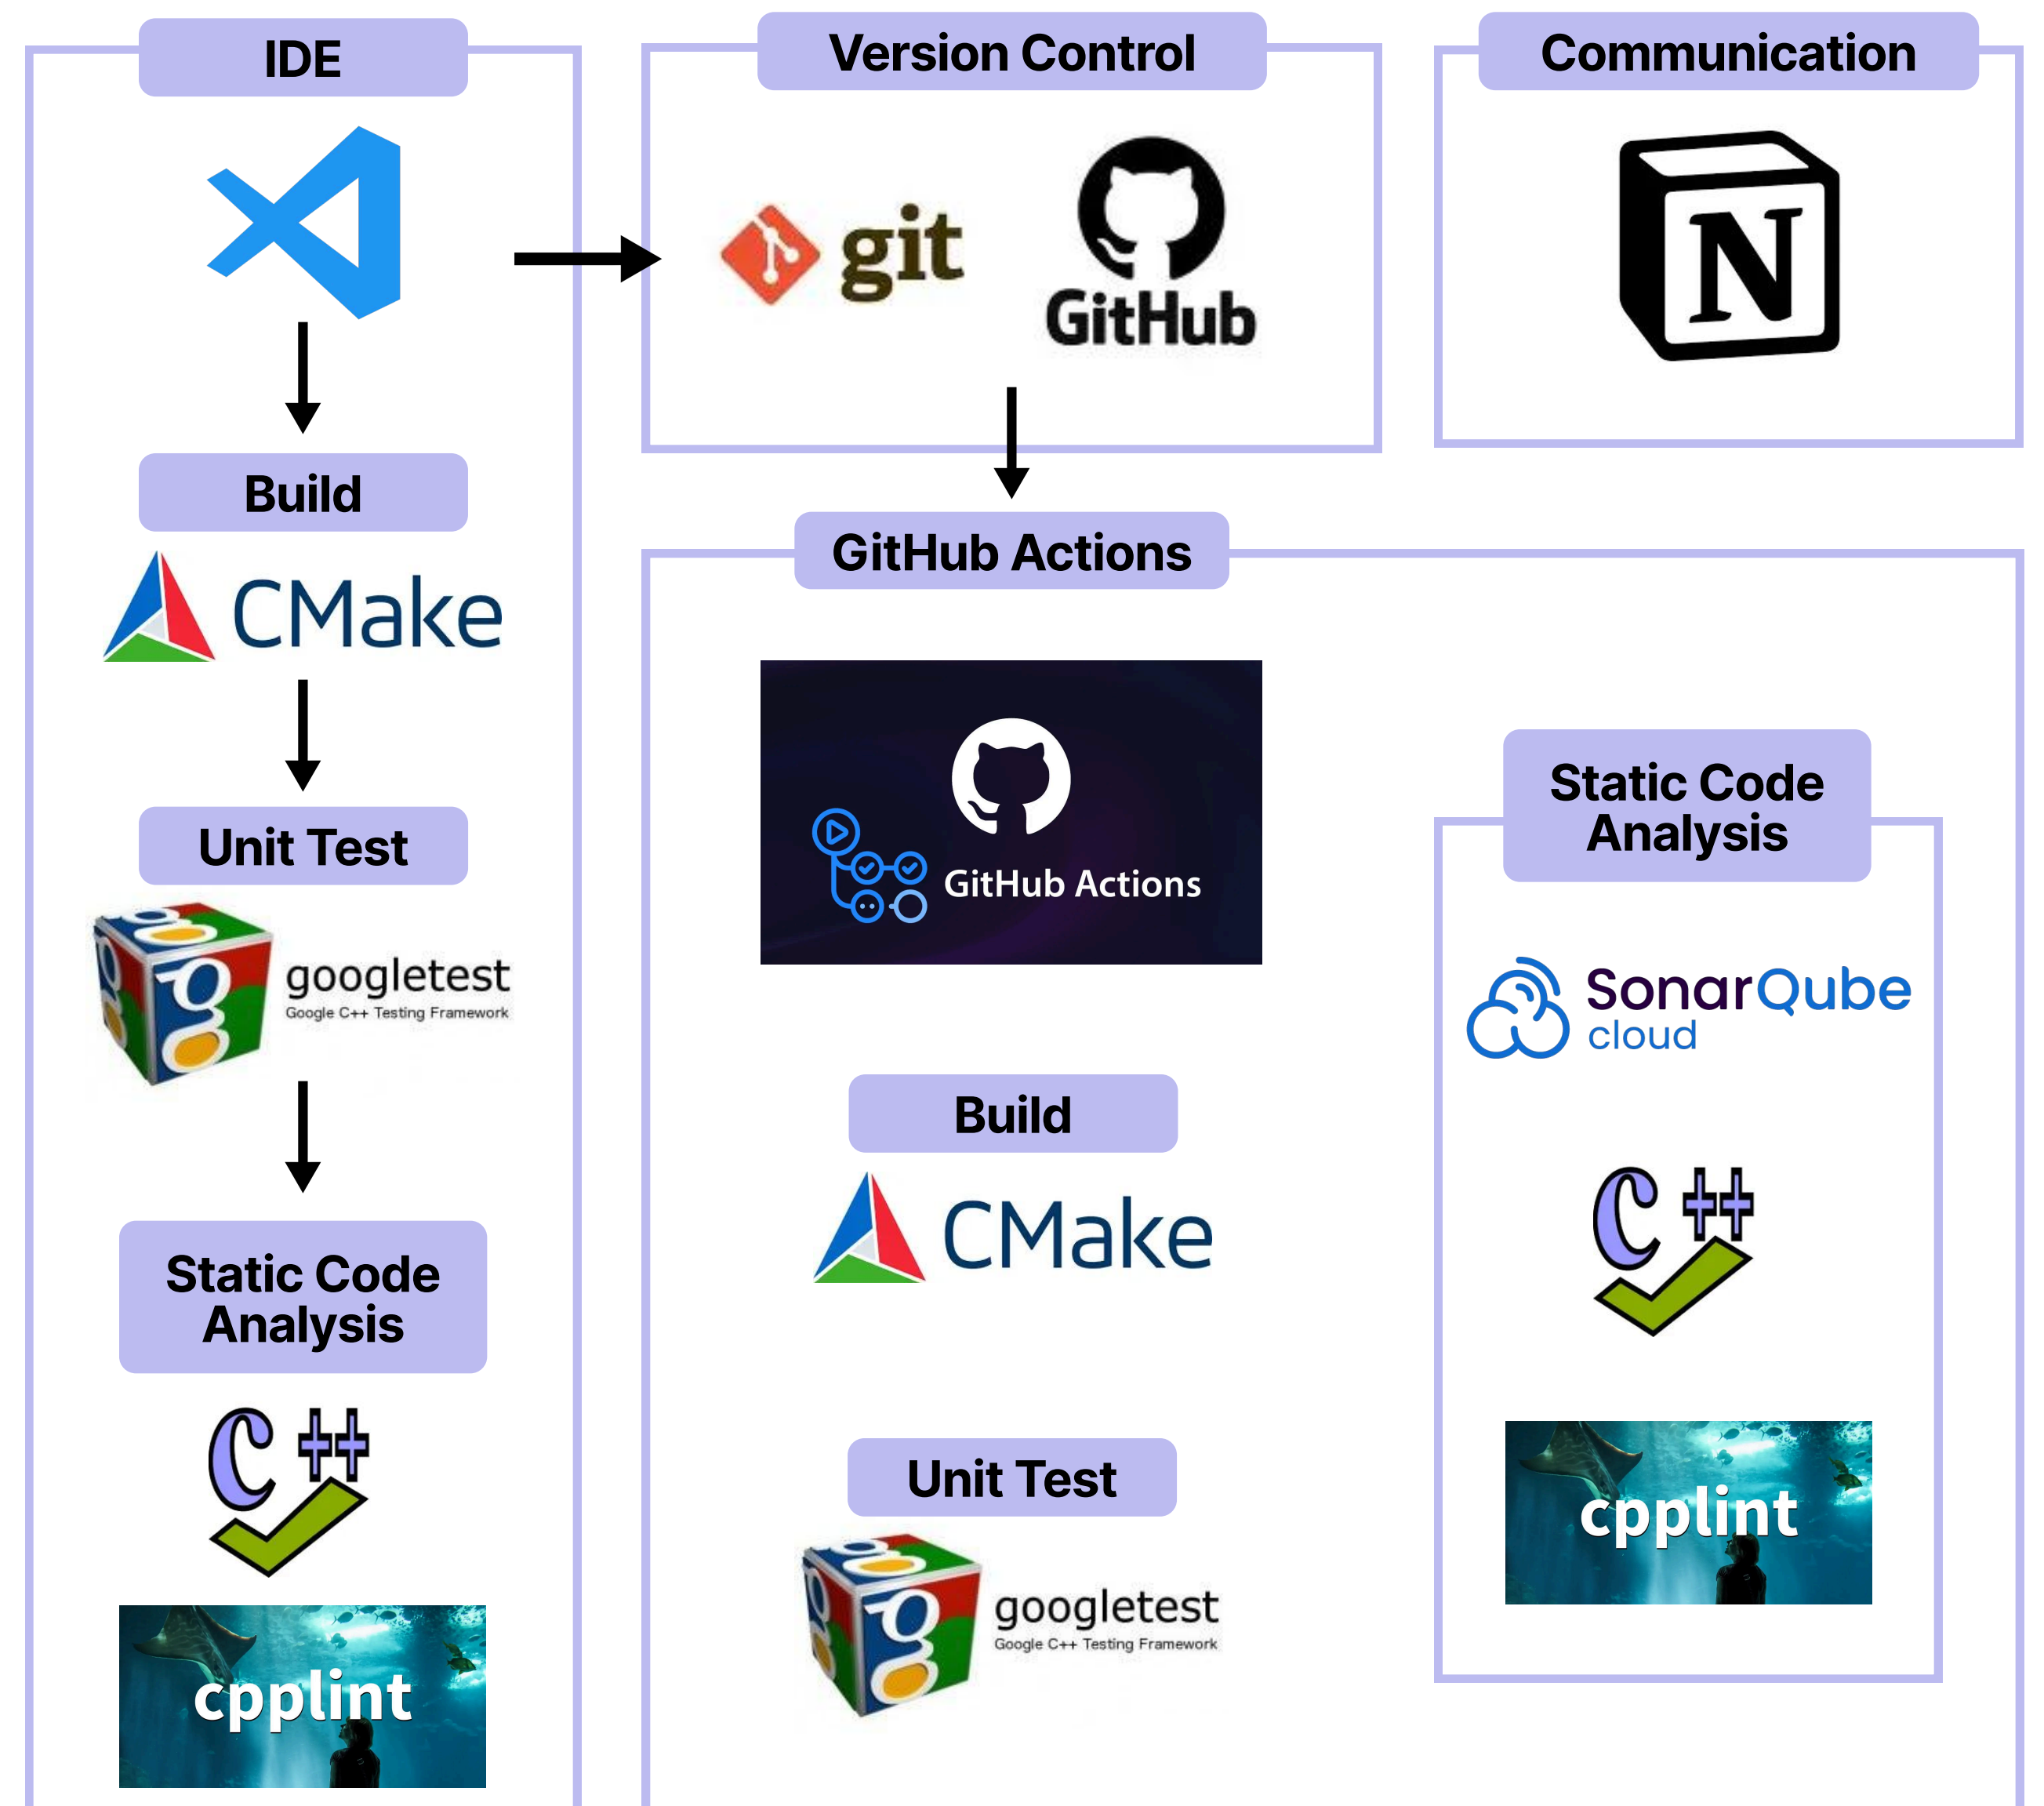 IDE
Build
CMake
Unit Test
googletest
Google C++ Testing Framework
Static Code
Analysis
C ++
cpplint
Version Control
git
GitHub
Communication
N
GitHub Actions
GitHub Actions
Build
CMake
Unit Test
googletest
Google C++ Testing Framework
Static Code
Analysis
SonarQube
cloud
C ++
cpplint